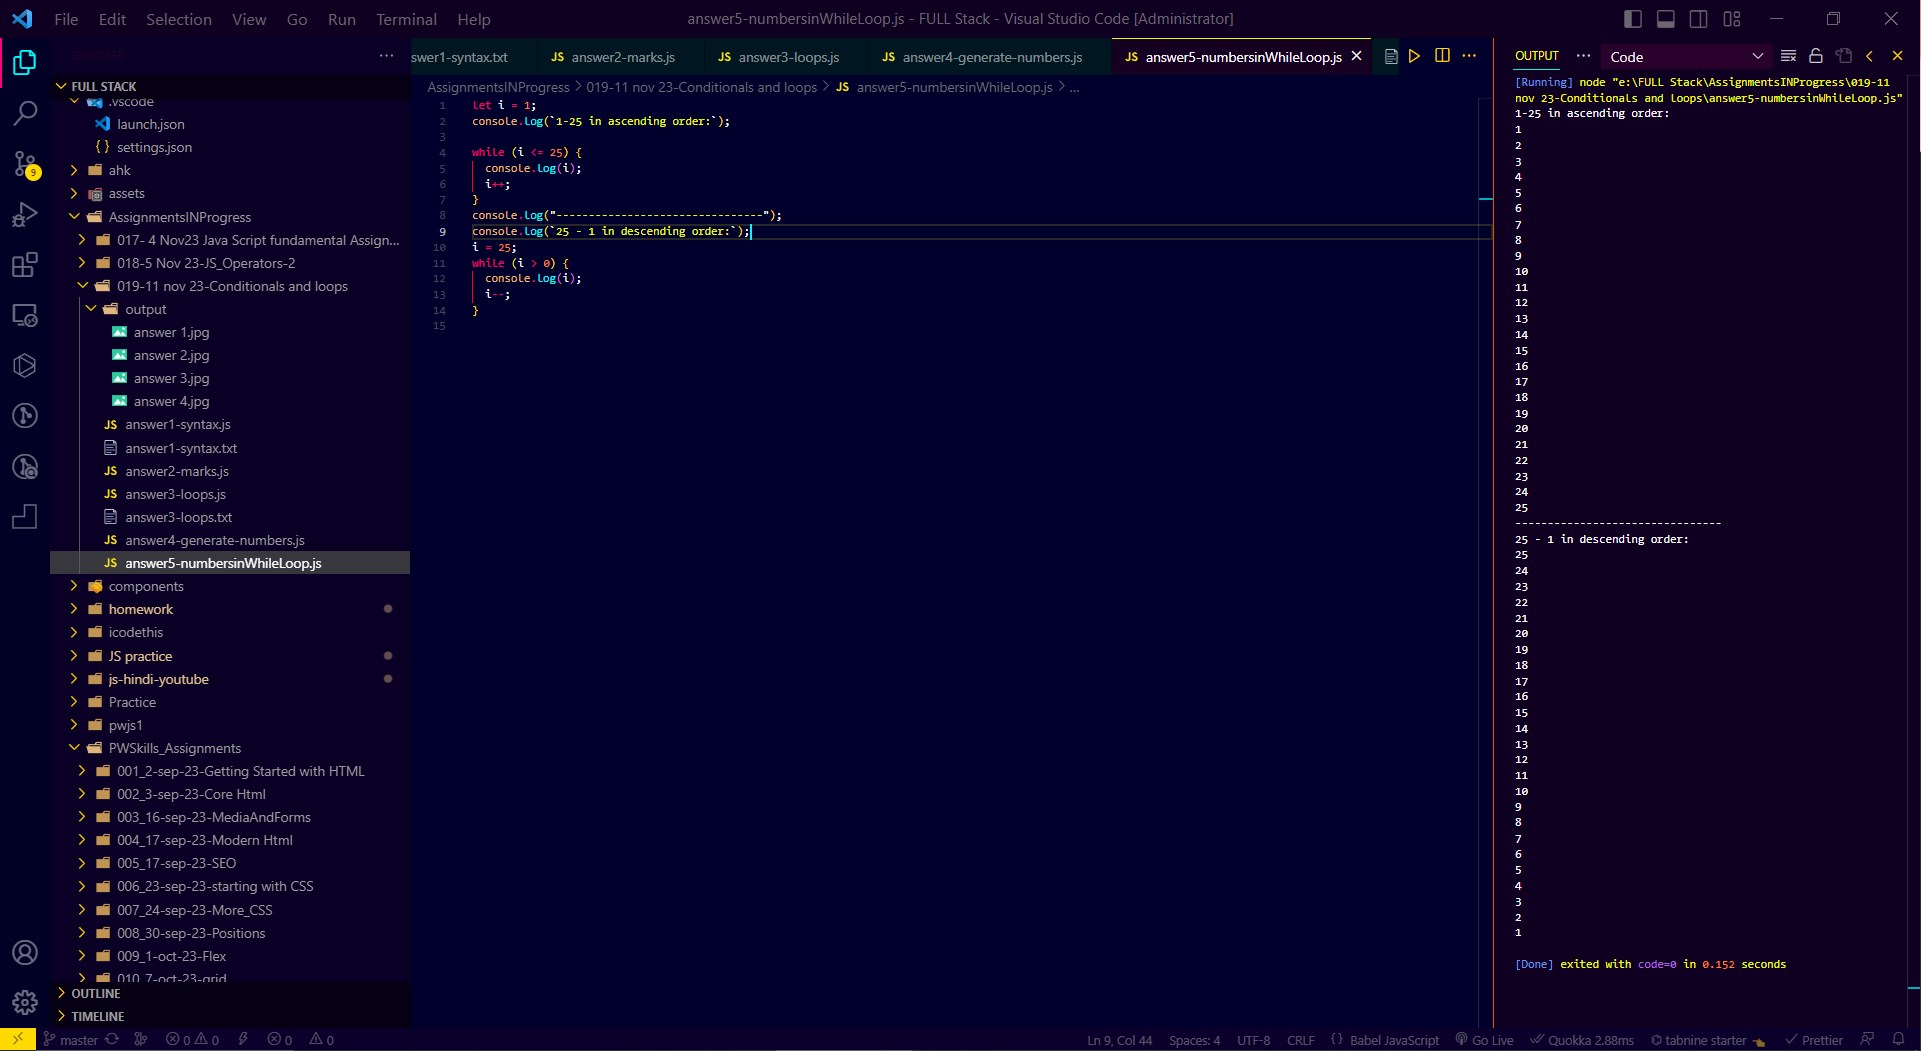 File Edit Selection View Go Run Terminal Help
answer5-numbersinWhileLoop.js - FULL Stack - Visual Studio Code [Administrator]
EXPLORER
FULL STACK
.vscode
launch.json
settings.json
ahk
assets
AssignmentsINProgress
017- 4 Nov23 Java Script fundamental Assign...
018-5 Nov 23-JS_Operators-2
019-11 nov 23-Conditionals and loops
output
answer 1.jpg
answer 2.jpg
answer 3.jpg
answer 4.jpg
JS answer1-syntax.js
answer1-syntax.txt
JS answer2-marks.js
JS answer3-loops.js
answer3-loops.txt
JS answer4-generate-numbers.js
JS answer5-numbersinWhileLoop.js
components
homework
icodethis
JS practice
js-hindi-youtube
Practice
pwjs1
PWSkills_Assignments
001_2-sep-23-Getting Started with HTML
002_3-sep-23-Core Html
003_16-sep-23-MediaAndForms
004_17-sep-23-Modern Html
005_17-sep-23-SEO
006_23-sep-23-starting with CSS
007_24-sep-23-More_CSS
008_30-sep-23-Positions
009_1-oct-23-Flex
010_7-oct-23-grid
OUTLINE
TIMELINE
swer1-syntax.txt JS answer2-marks.js JS answer3-loops.js JS answer4-generate-numbers.js JS answer5-numbersinWhileLoop.js
AssignmentsINProgress > 019-11 nov 23-Conditionals and loops > JS answer5-numbersinWhileLoop.js > ...
1 let i = 1;
2 console.log(`1-25 in ascending order:`);
3
4 while (i <= 25) {
5 console.log(i);
6 i++;
7 }
8 console.log("--------------------------------");
9 console.log(`25 - 1 in descending order:`);
10 i = 25;
11 while (i > 0) {
12 console.log(i);
13 i--;
14 }
15
OUTPUT ... Code
[Running] node "e:\FULL Stack\AssignmentsINProgress\019-11
nov 23-Conditionals and loops\answer5-numbersinWhileLoop.js"
1-25 in ascending order:
1
2
3
4
5
6
7
8
9
10
11
12
13
14
15
16
17
18
19
20
21
22
23
24
25
--------------------------------
25 - 1 in descending order:
25
24
23
22
21
20
19
18
17
16
15
14
13
12
11
10
9
8
7
6
5
4
3
2
1
[Done] exited with code=0 in 0.152 seconds
9
master 0 0 0 0 Ln 9, Col 44 Spaces: 4 UTF-8 CRLF { } Babel JavaScript Go Live Quokka 2.88ms tabnine starter Prettier